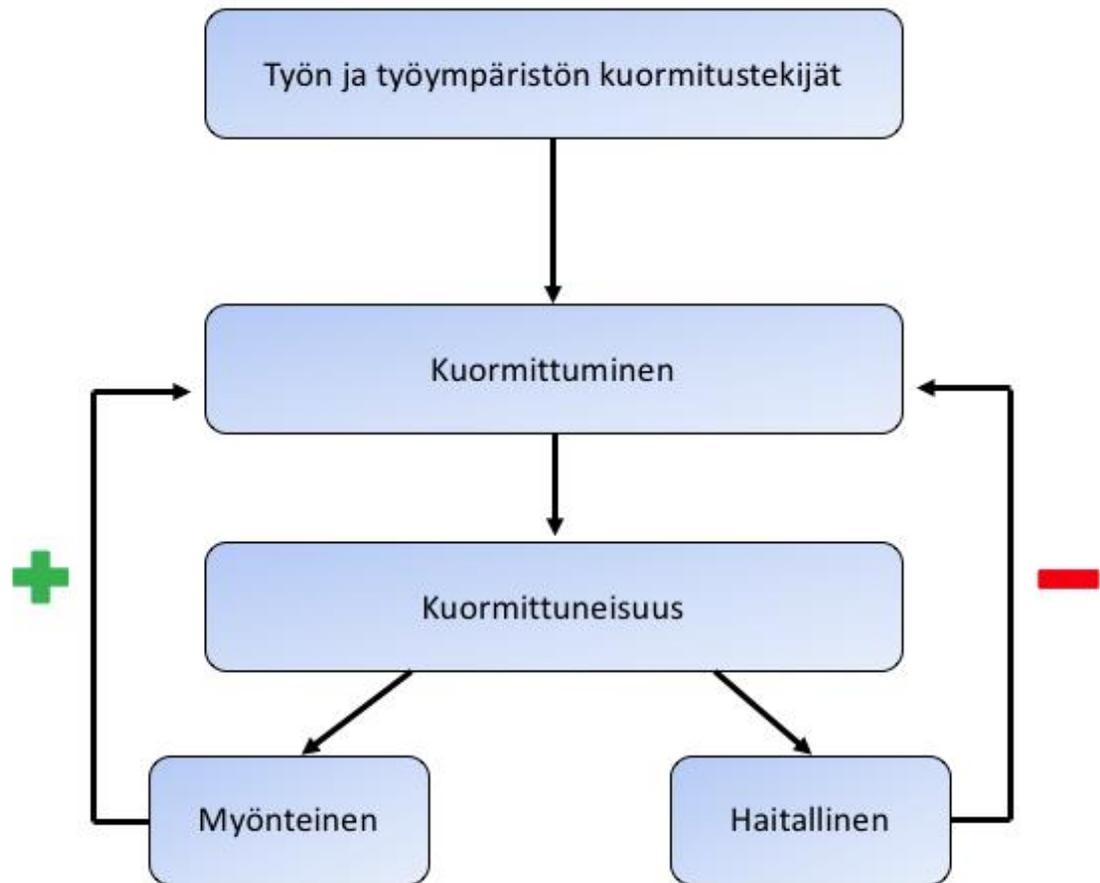 Työn ja työympäristön kuormitustekijät
Kuormittuminen
Kuormittuneisuus
Myönteinen
Haitallinen